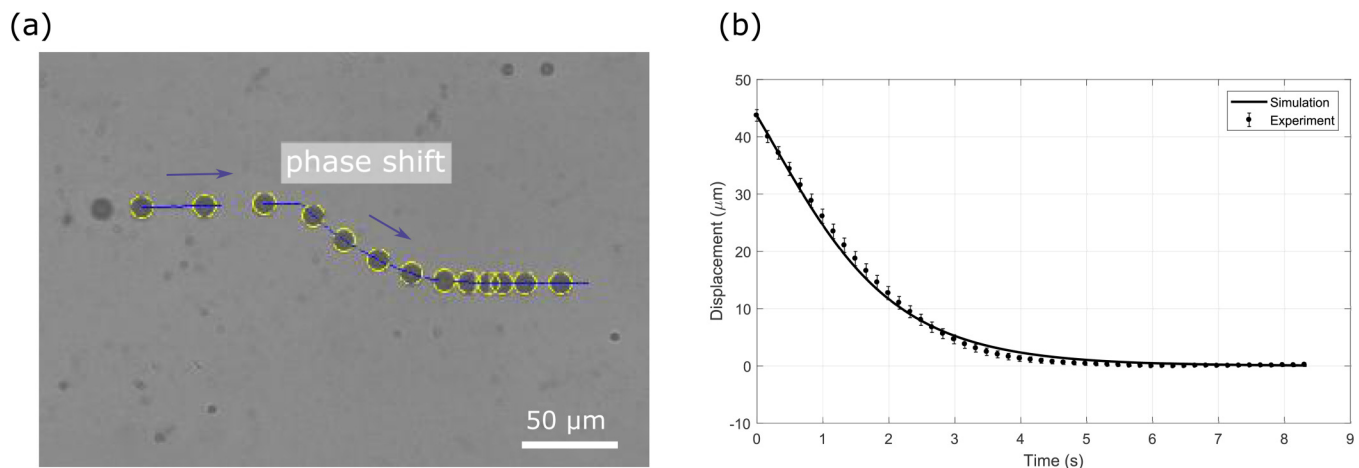 (a)
phase shift
50 μm
(b)
50
40
30
20
10
0
-10
Displacement (μm)
Simulation
Experiment
0 1 2 3 4 5 6 7 8 9
Time (s)